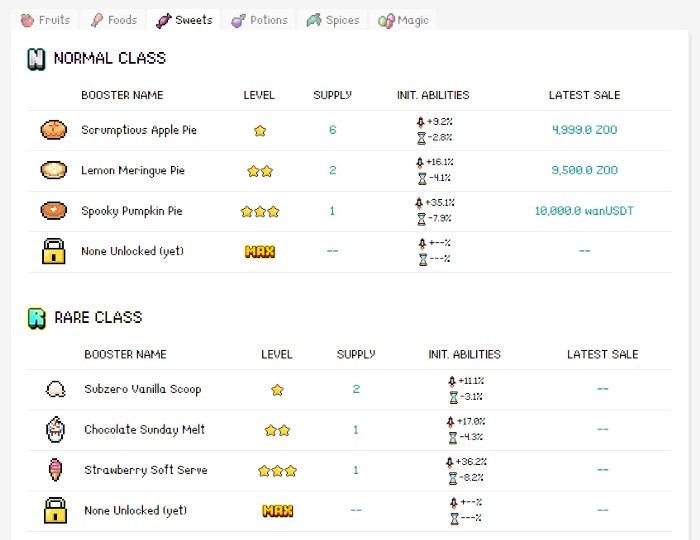 Fruits Foods Sweets Potions Spices Magic
N NORMAL CLASS
BOOSTER NAME LEVEL SUPPLY INIT. ABILITIES LATEST SALE
Scrumptious Apple Pie 6 +9.2% 4,999.0 ZOO
-2.8%
Lemon Meringue Pie 2 +16.1% 9,500.0 ZOO
-4.1%
Spooky Pumpkin Pie 1 +35.1% 10,000.0 wanUSDT
-7.9%
None Unlocked (yet) MAX -- +--% --
---%
R RARE CLASS
BOOSTER NAME LEVEL SUPPLY INIT. ABILITIES LATEST SALE
Subzero Vanilla Scoop 2 +11.1% --
-3.1%
Chocolate Sunday Melt 1 +17.0% --
-4.3%
Strawberry Soft Serve 1 +36.2% --
-8.2%
None Unlocked (yet) MAX -- +--% --
---%